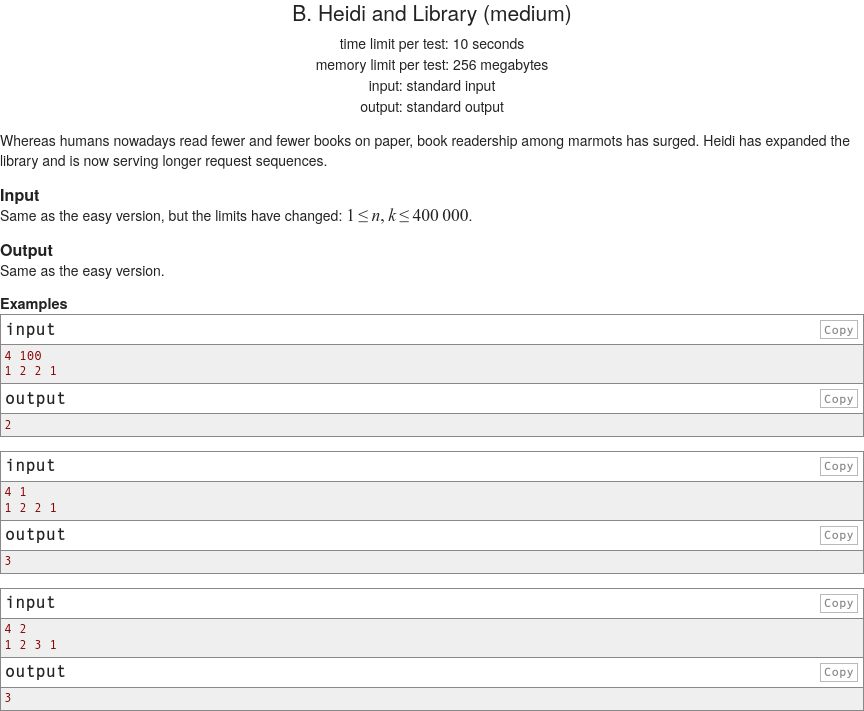 B. Heidi and Library (medium)
time limit per test: 10 seconds
memory limit per test: 256 megabytes
input: standard input
output: standard output
Whereas humans nowadays read fewer and fewer books on paper, book readership among marmots has surged. Heidi has expanded the
library and is now serving longer request sequences.
Input
Same as the easy version, but the limits have changed: 1 ≤ n, k ≤ 400 000.
Output
Same as the easy version.
Examples
input
Copy
4 100
1 2 2 1
output
Copy
2
input
Copy
4 1
1 2 2 1
output
Copy
3
input
Copy
4 2
1 2 3 1
output
Copy
3